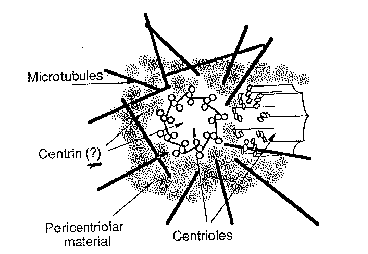 Microtubules
Centrin (?)
Pericentriolar
material
Centrioles